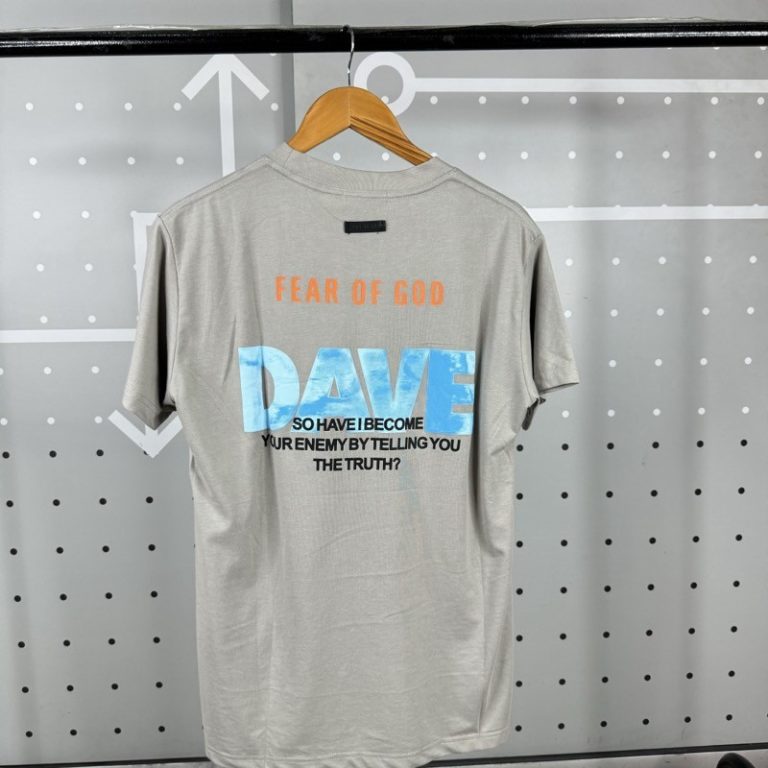 FEAR OF GOD
DAVE
SO HAVE I BECOME
YOUR ENEMY BY TELLING YOU
THE TRUTH?